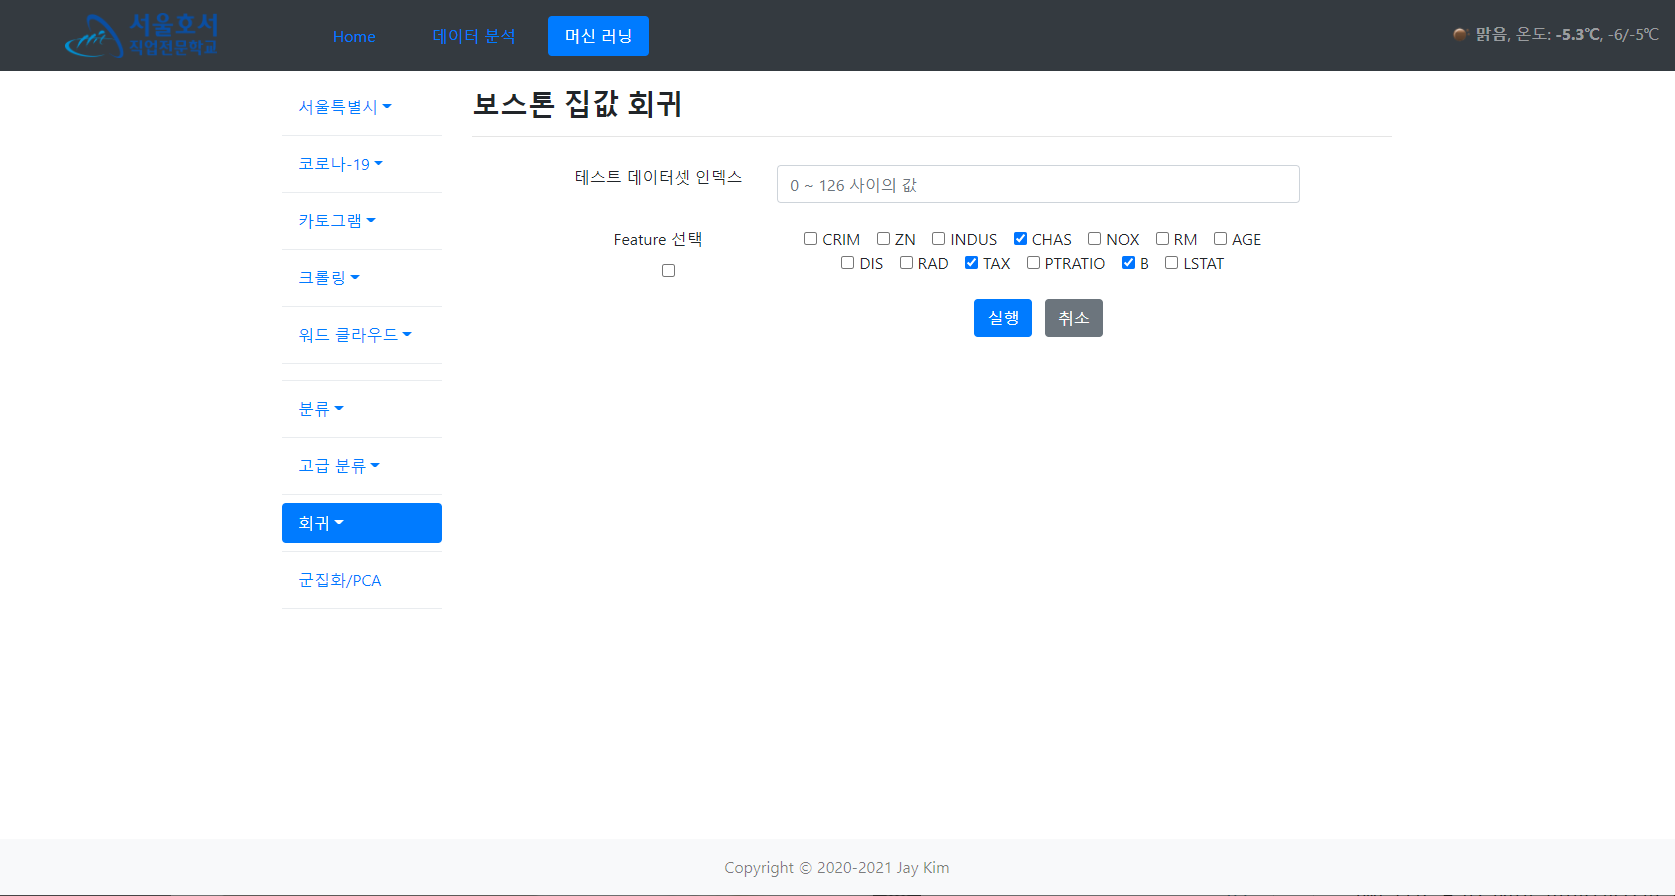 서울호서
직업전문학교
Home 데이터 분석 머신 러닝
맑음, 온도: -5.3℃, -6/-5℃
서울특별시
코로나-19
카토그램
크롤링
워드 클라우드
분류
고급 분류
회귀
군집화/PCA
보스톤 집값 회귀
테스트 데이터셋 인덱스 0 ~ 126 사이의 값
Feature 선택
CRIM ZN INDUS CHAS NOX RM AGE
DIS RAD TAX PTRATIO B LSTAT
실행 취소
Copyright © 2020-2021 Jay Kim